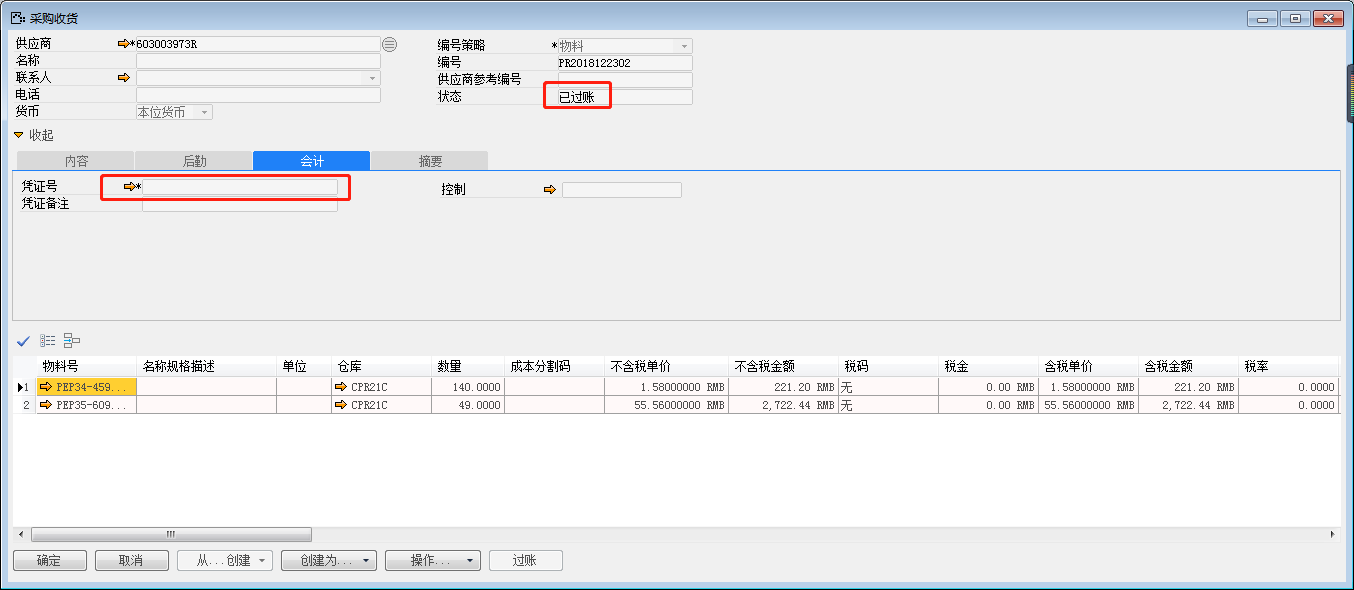 采购收货
供应商 *603003973R 编号策略 *物料
名称 编号 PR2018122302
联系人 供应商参考编号
电话 状态 已过账
货币 本位货币
收起
内容 后勤 会计 摘要
凭证号 * 控制
凭证备注
物料号 名称规格描述 单位 仓库 数量 成本分割码 不含税单价 不含税金额 税码 税金 含税单价 含税金额 税率
1 PEP34-459... CPR21C 140.0000 1.58000000 RMB 221.20 RMB 无 0.00 RMB 1.58000000 RMB 221.20 RMB 0.0000
2 PEP35-609... CPR21C 49.0000 55.56000000 RMB 2,722.44 RMB 无 0.00 RMB 55.56000000 RMB 2,722.44 RMB 0.0000
确定 取消 从...创建 创建为... 操作... 过账